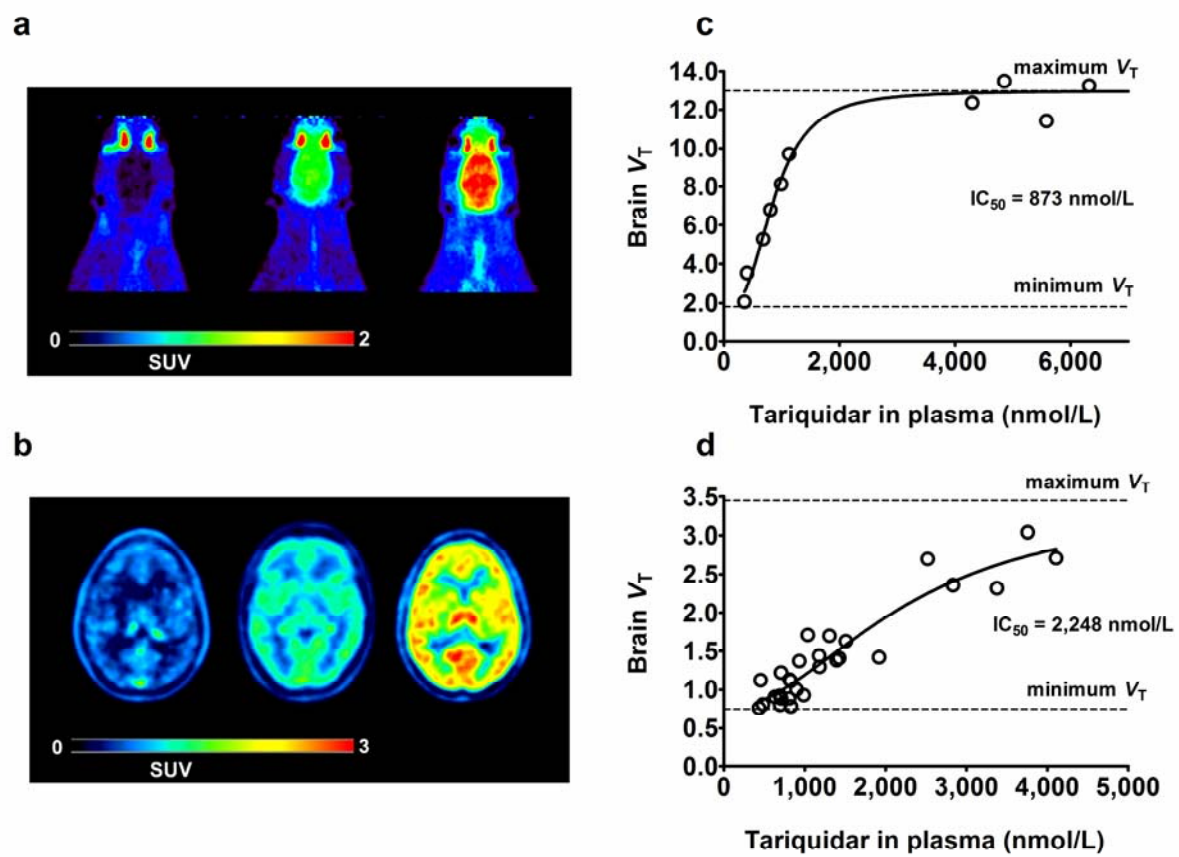 a
0
2
SUV
b
0
3
SUV
c
14.0
12.0
10.0
8.0
6.0
4.0
2.0
0.0
Brain VT
maximum VT
IC50 = 873 nmol/L
minimum VT
0 2,000 4,000 6,000
Tariquidar in plasma (nmol/L)
d
3.5
3.0
2.5
2.0
1.5
1.0
0.5
0.0
Brain VT
maximum VT
IC50 = 2,248 nmol/L
minimum VT
0 1,000 2,000 3,000 4,000 5,000
Tariquidar in plasma (nmol/L)